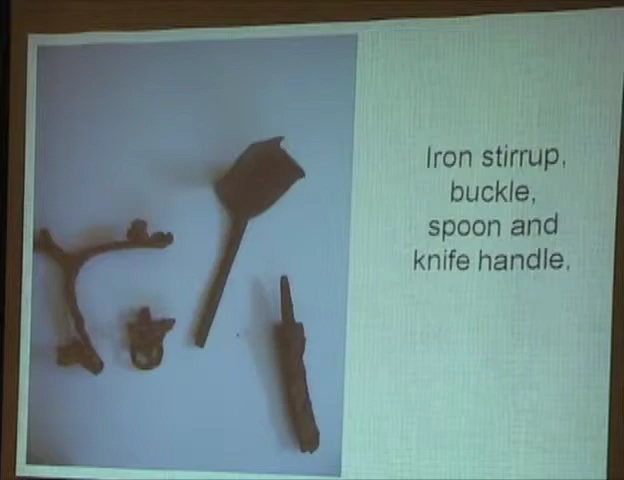 Iron stirrup,
buckle,
spoon and
knife handle.